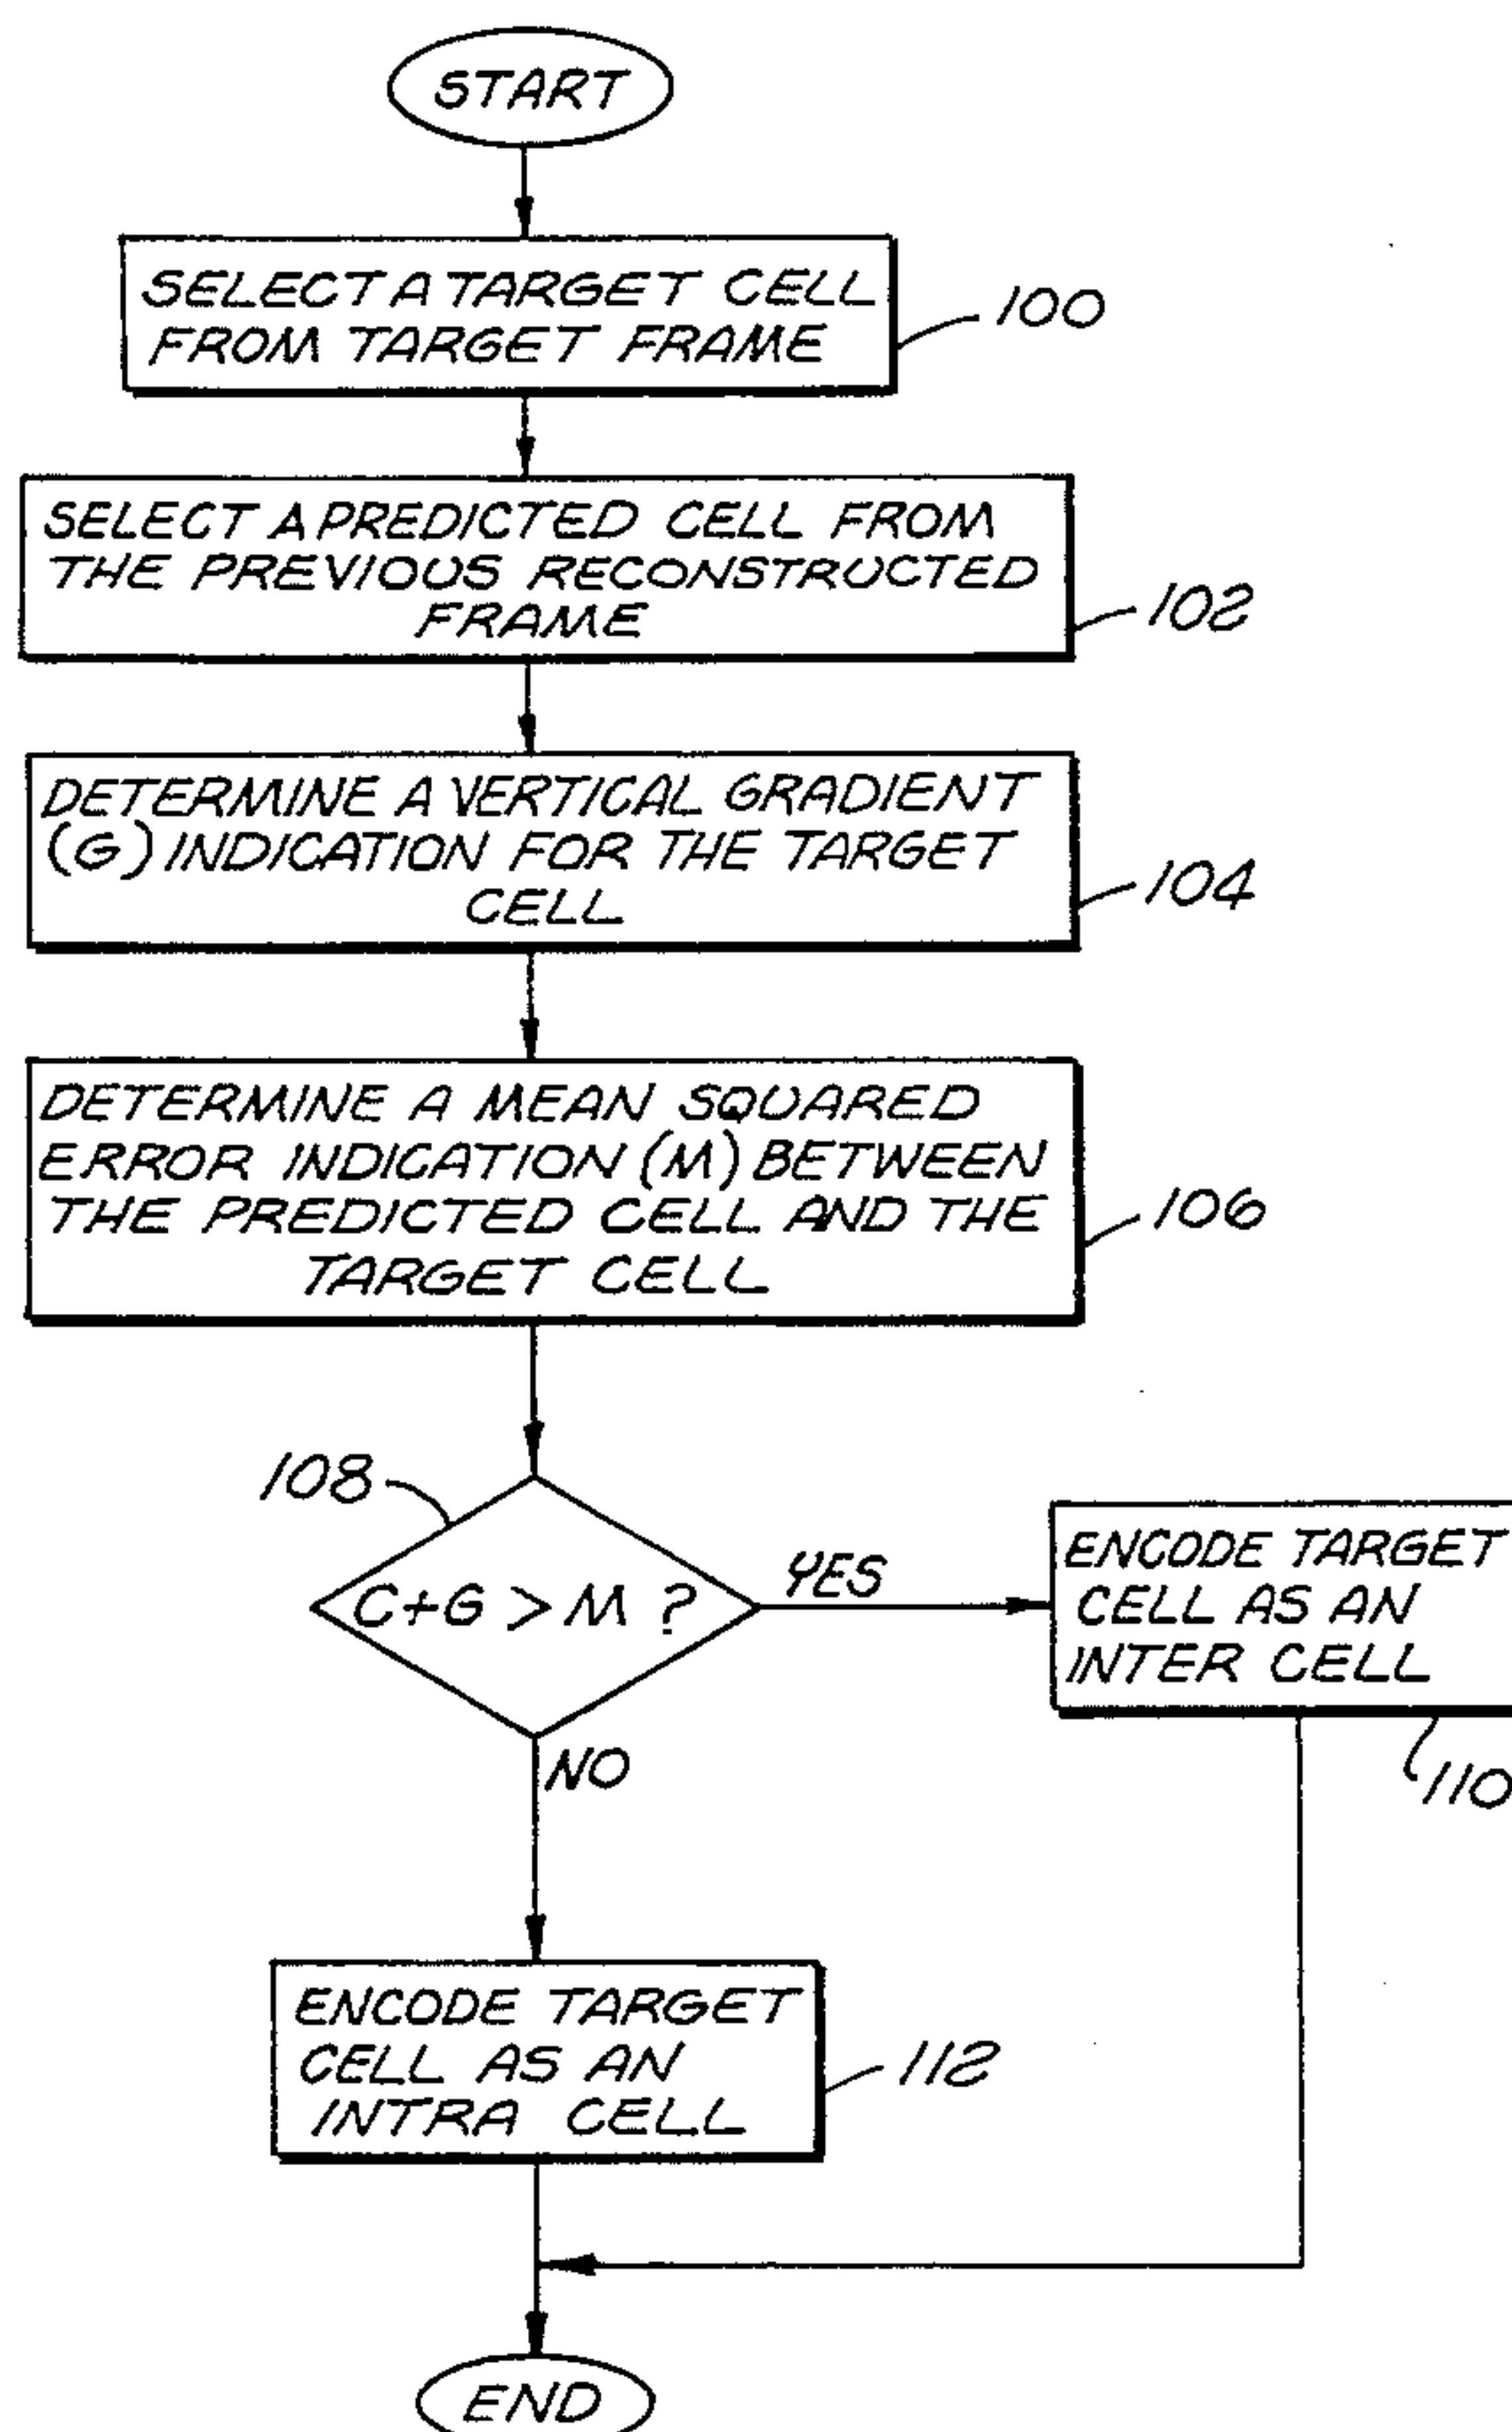 START
SELECT A TARGET CELL
FROM TARGET FRAME
100
SELECT A PREDICTED CELL FROM
THE PREVIOUS RECONSTRUCTED
FRAME
102
DETERMINE A VERTICAL GRADIENT
(G) INDICATION FOR THE TARGET
CELL
104
DETERMINE A MEAN SQUARED
ERROR INDICATION (M) BETWEEN
THE PREDICTED CELL AND THE
TARGET CELL
106
108
C+G > M ?
YES
ENCODE TARGET
CELL AS AN
INTER CELL
110
NO
ENCODE TARGET
CELL AS AN
INTRA CELL
112
END